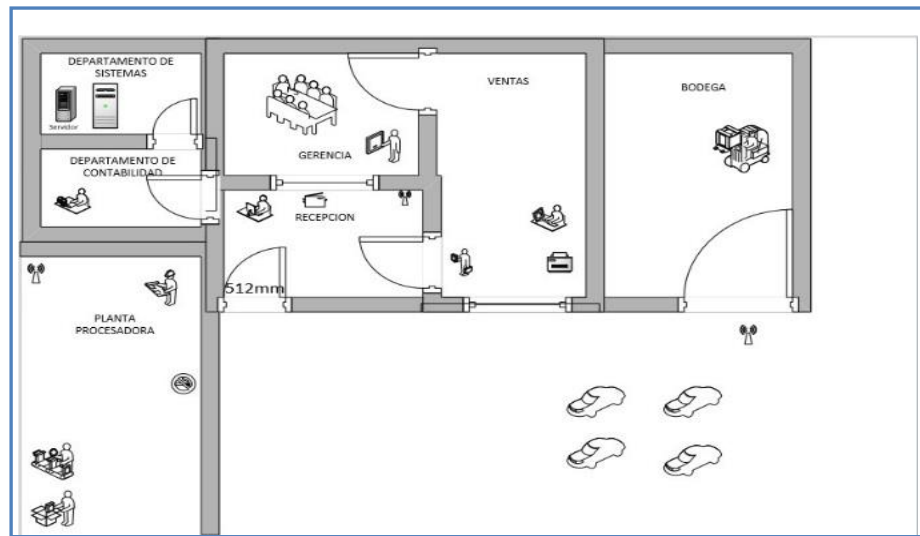 DEPARTAMENTO DE
SISTEMAS
Servidor
DEPARTAMENTO DE
CONTABILIDAD
GERENCIA
VENTAS
BODEGA
RECEPCION
512mm
PLANTA
PROCESADORA